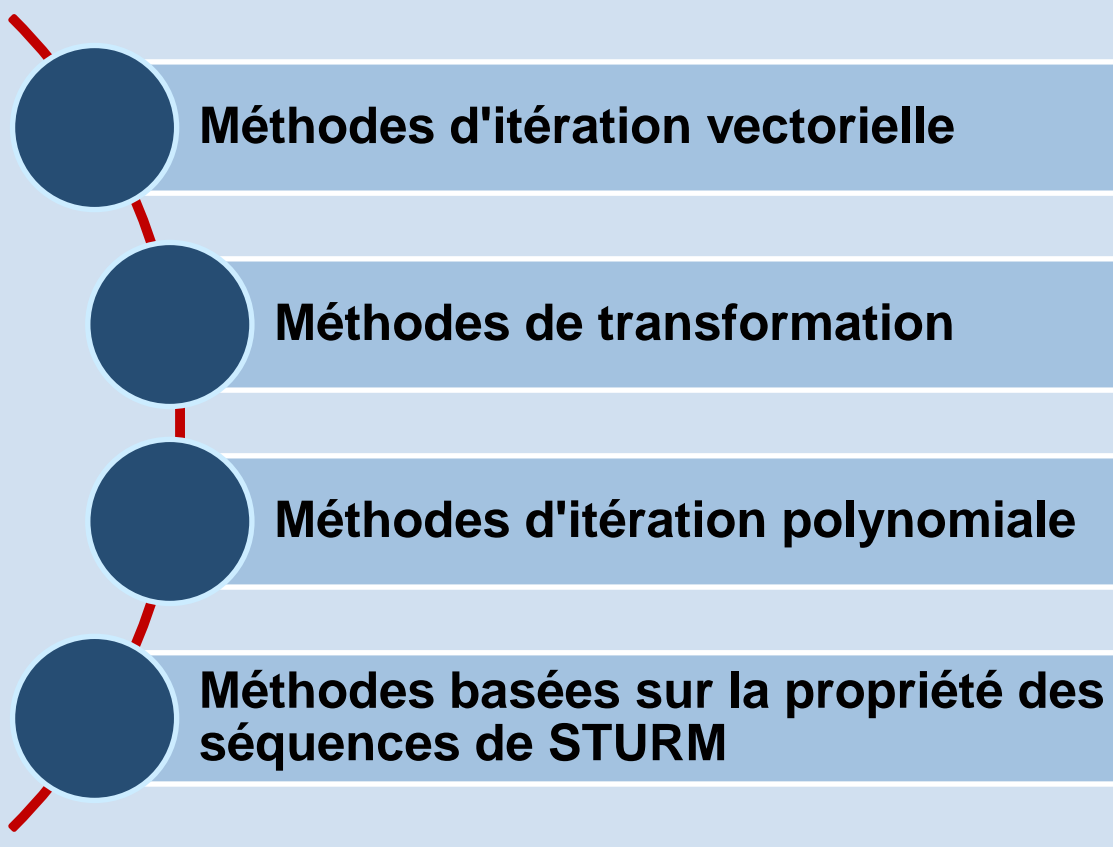 Méthodes d'itération vectorielle
Méthodes de transformation
Méthodes d'itération polynomiale
Méthodes basées sur la propriété des
séquences de STURM